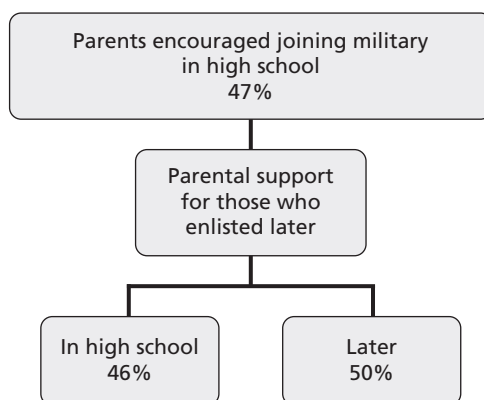 Parents encouraged joining military
in high school
47%
Parental support
for those who
enlisted later
In high school
46%
Later
50%